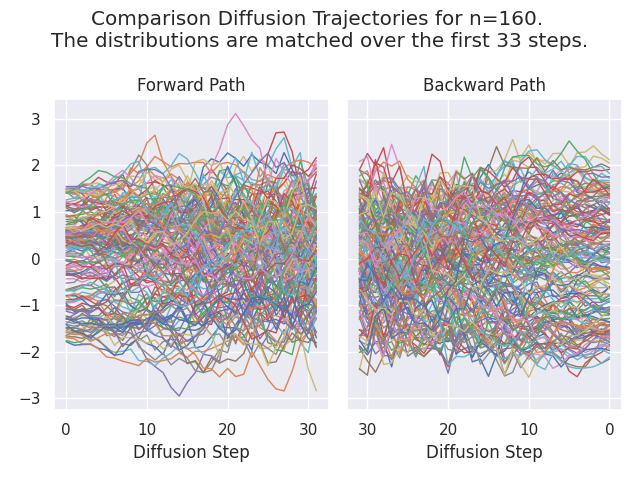 Comparison Diffusion Trajectories for n=160.
The distributions are matched over the first 33 steps.
Forward Path
Backward Path
3
2
1
0
−1
−2
−3
0 10 20 30
30 20 10 0
Diffusion Step
Diffusion Step